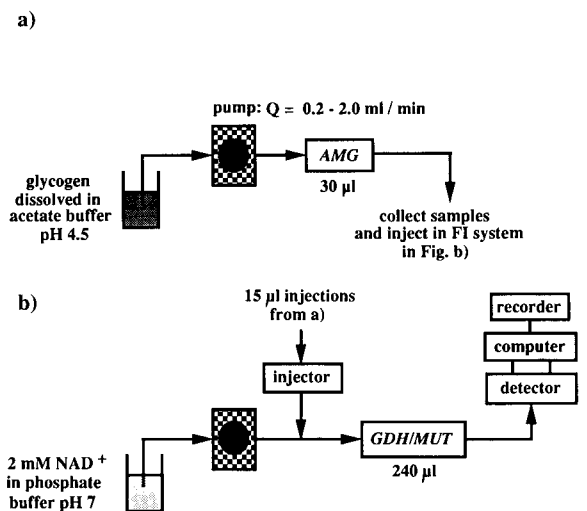 a)
pump: Q = 0.2 - 2.0 ml / min
AMG
30 µl
glycogen
dissolved in
acetate buffer
pH 4.5
collect samples
and inject in FI system
in Fig. b)
b)
15 µl injections
from a)
injector
recorder
computer
detector
GDH/MUT
240 µl
2 mM NAD +
in phosphate
buffer pH 7